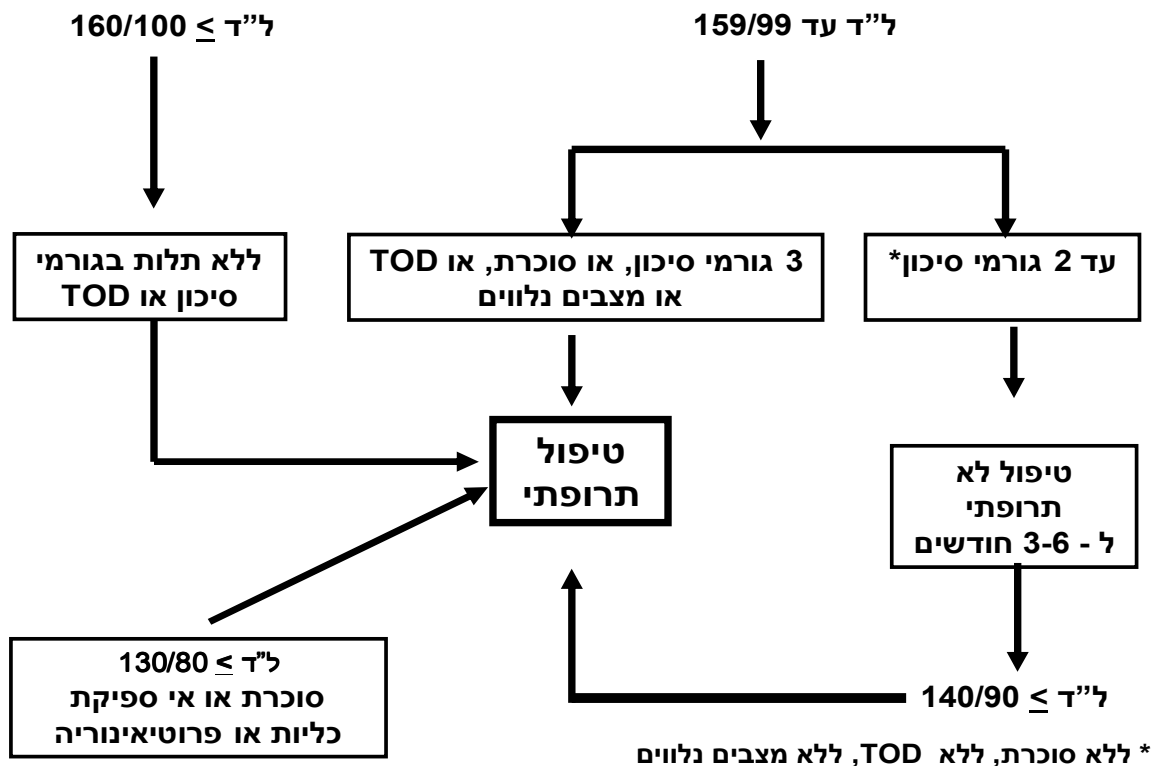 ל”ד ≥ 160/100
ל”ד עד 159/99
ללא תלות בגורמי
סיכון או TOD
3 גורמי סיכון, או סוכרת, או TOD
או מצבים נלווים
עד 2 גורמי סיכון*
טיפול
תרופתי
טיפול לא
תרופתי
ל - 3-6 חודשים
ל”ד ≥ 130/80
סוכרת או אי ספיקת
כליות או פרוטיאינוריה
ל”ד ≥ 140/90
* ללא סוכרת, ללא TOD, ללא מצבים נלווים